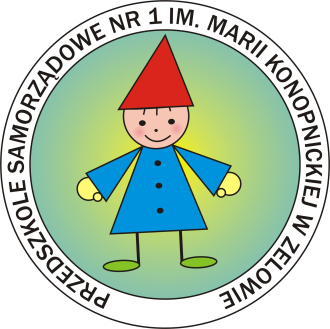 PRZEDSZKOLE SAMORZĄDOWE NR 1 IM. MARII KONOPNICKIEJ W ZELOWIE